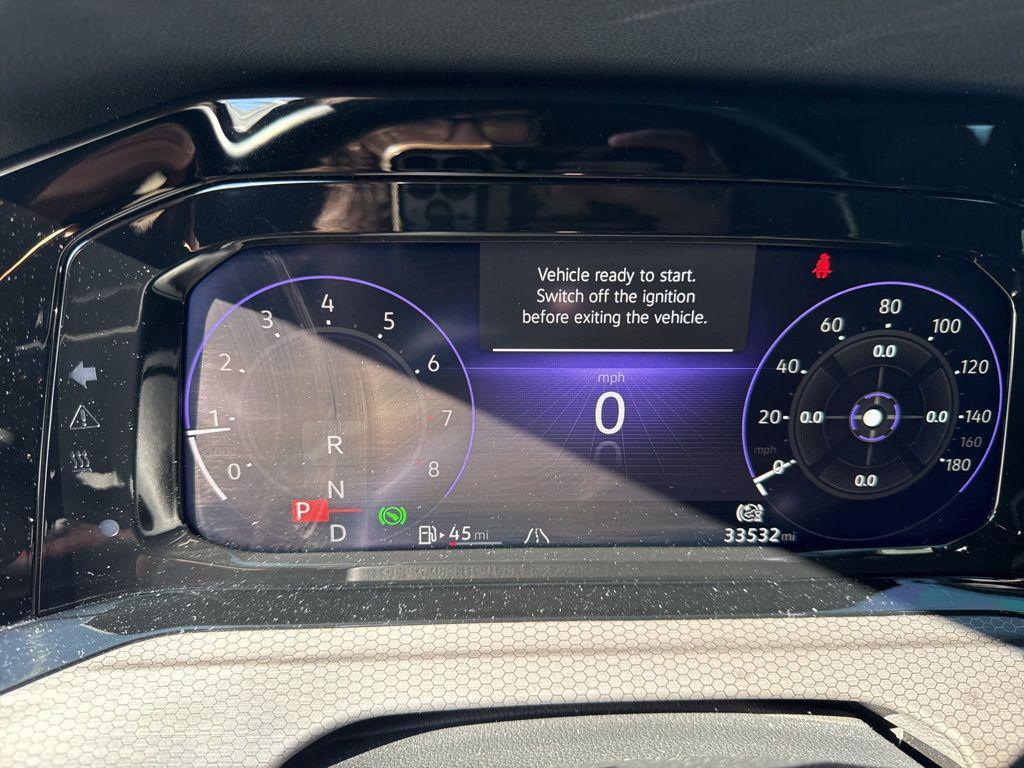 Vehicle ready to start.
Switch off the ignition
before exiting the vehicle.
0
1
2
3
4
5
6
7
8
R
N
P
D
45 mi
mph
0
mph
0
20
40
60
80
100
120
140
160
180
0.0
0.0
0.0
0.0
33532 mi